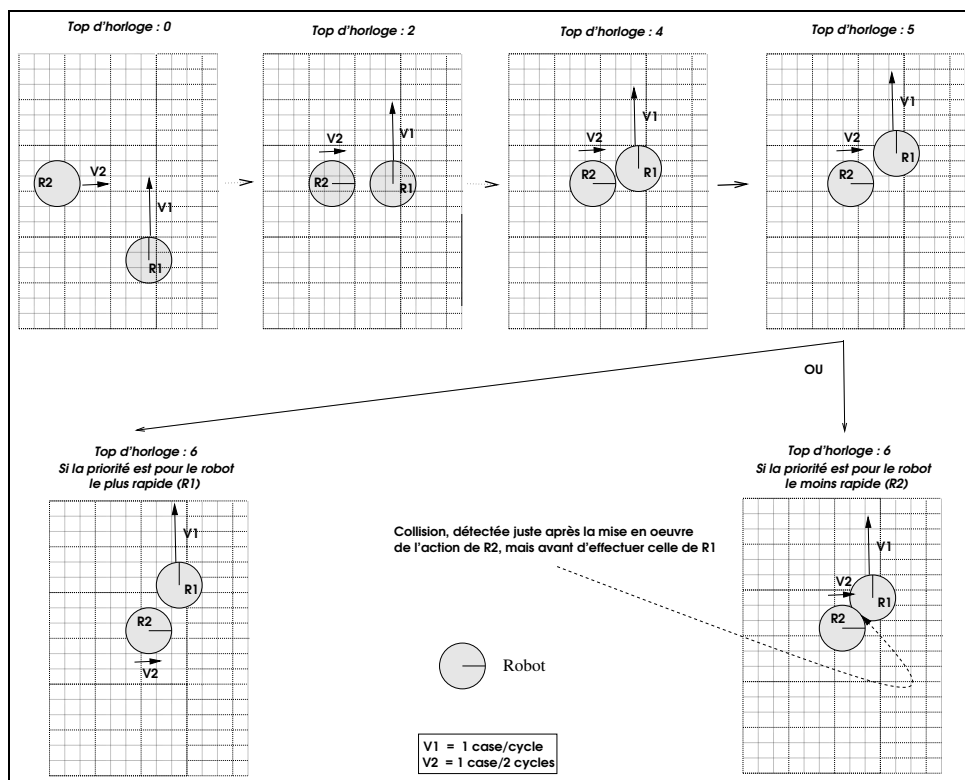 Top d'horloge : 0
Top d'horloge : 2
Top d'horloge : 4
Top d'horloge : 5
R2
V2
V1
R1
V2
V1
R2
R1
V1
V2
R2
R1
V1
V2
R2
R1
OU
Top d'horloge : 6
Si la priorité est pour le robot
le plus rapide (R1)
Top d'horloge : 6
Si la priorité est pour le robot
le moins rapide (R2)
V1
R1
R2
V2
Collision, détectée juste après la mise en oeuvre
de l'action de R2, mais avant d'effectuer celle de R1
V1
V2
R1
R2
Robot
V1 = 1 case/cycle
V2 = 1 case/2 cycles